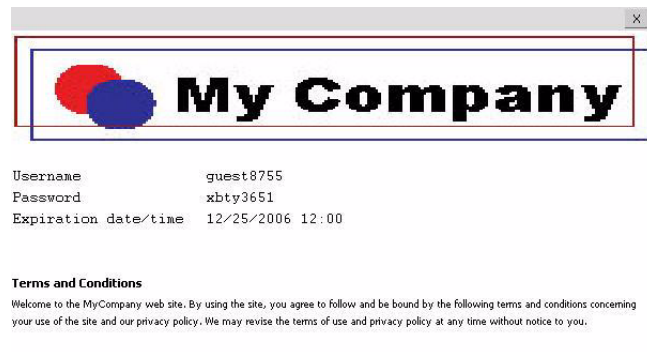 X
My Company
Username guest8755
Password xbty3651
Expiration date/time 12/25/2006 12:00
Terms and Conditions
Welcome to the MyCompany web site. By using the site, you agree to follow and be bound by the following terms and conditions concerning
your use of the site and our privacy policy. We may revise the terms of use and privacy policy at any time without notice to you.